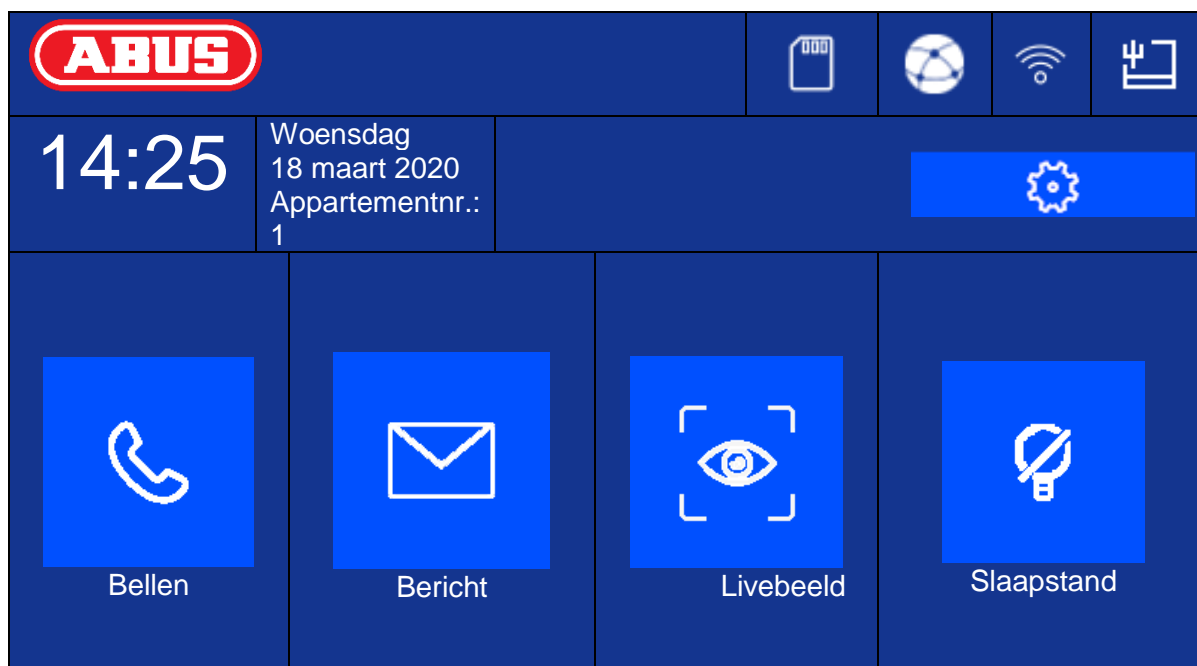 ABUS
14:25
Woensdag
18 maart 2020
Appartementnr.:
1
Bellen
Bericht
Livebeeld
Slaapstand